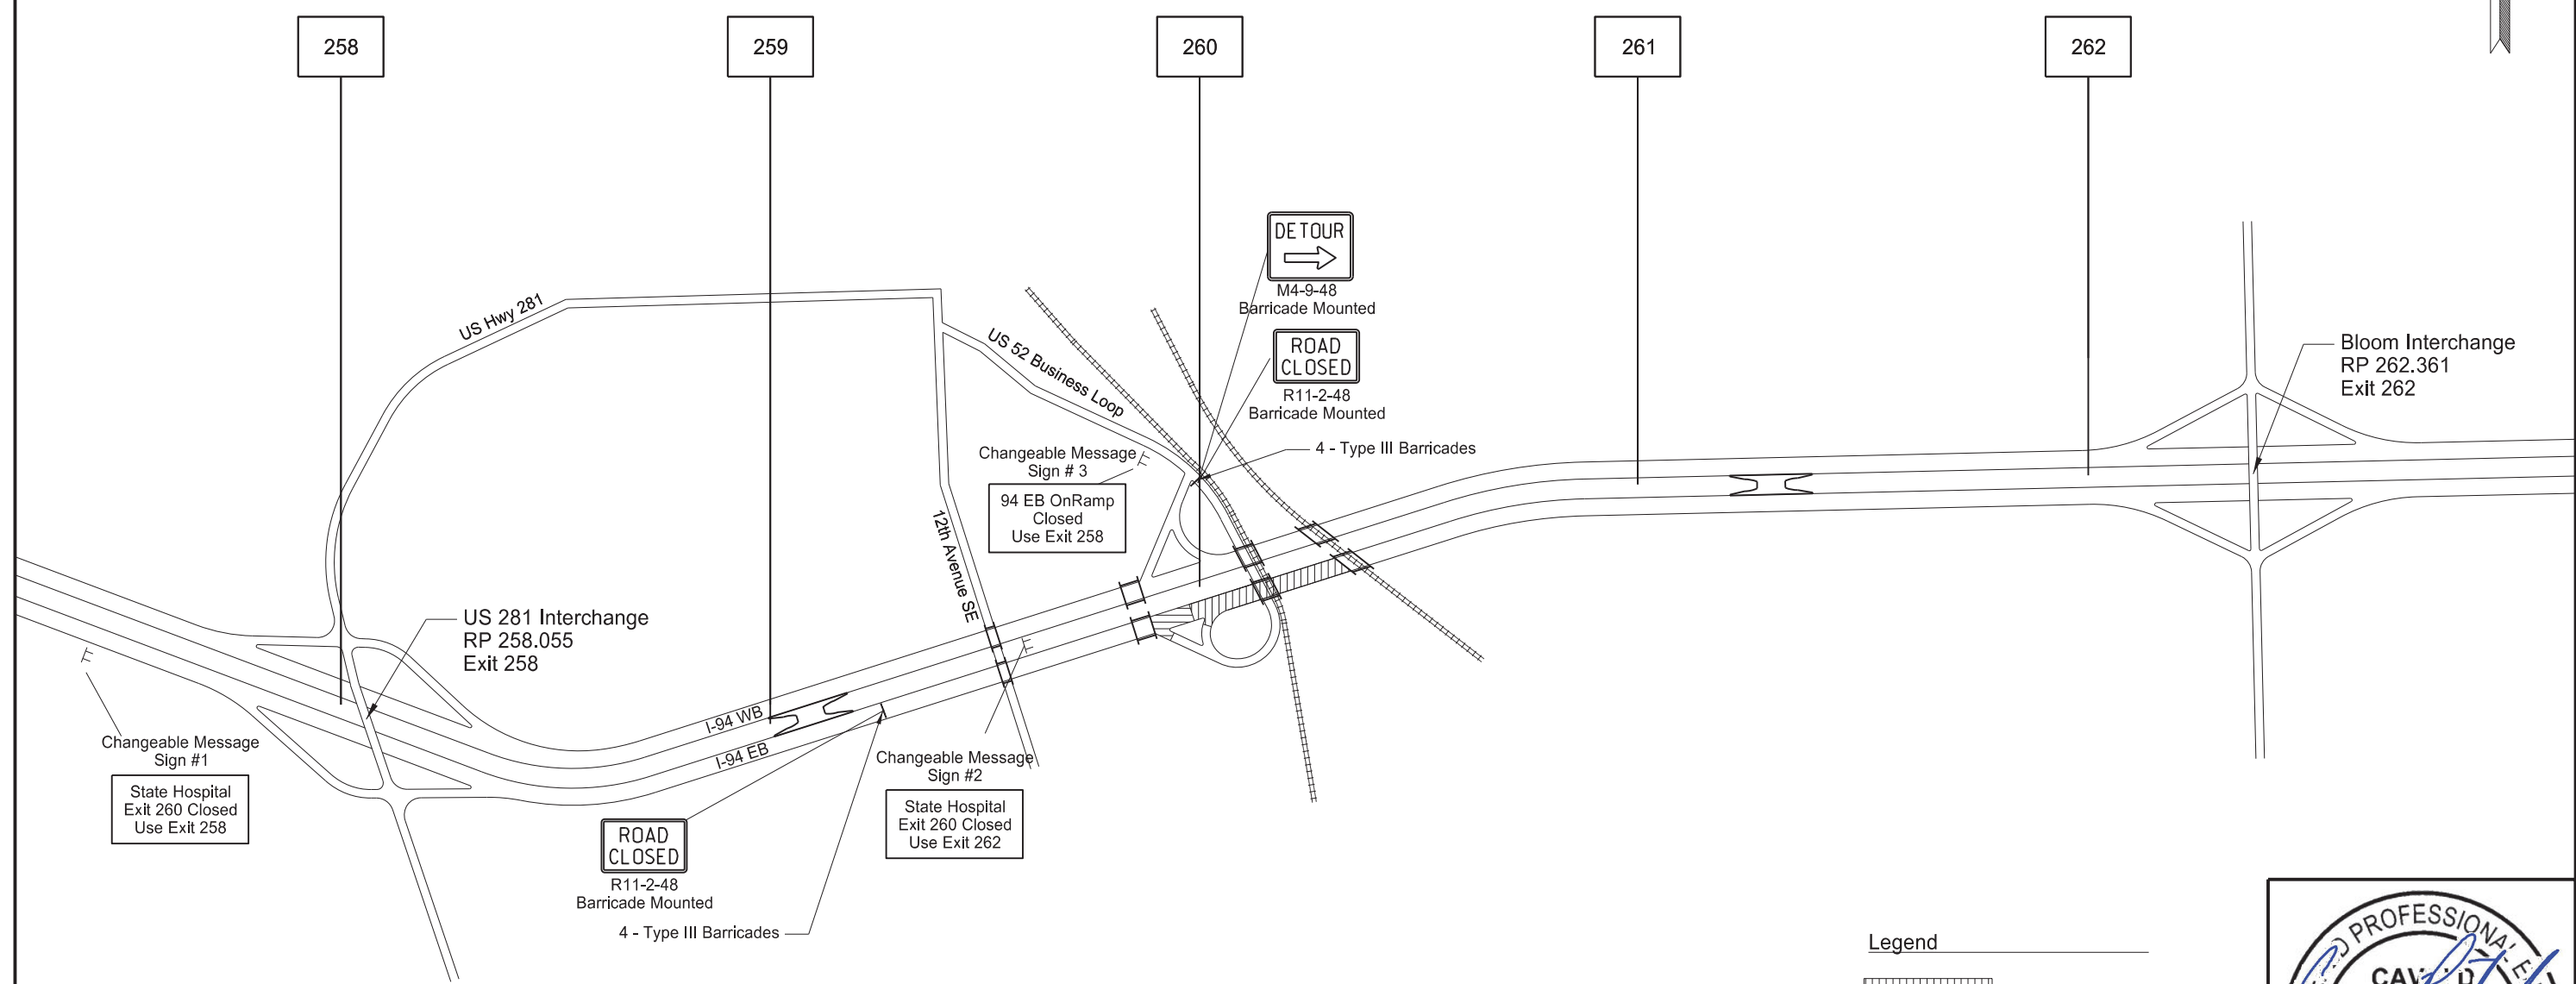 258
259
260
261
262
DETOUR
M4-9-48
Barricade Mounted
ROAD
CLOSED
R11-2-48
Barricade Mounted
4 - Type III Barricades
US Hwy 281
US 52 Business Loop
Bloom Interchange
RP 262.361
Exit 262
Changeable Message
Sign # 3
94 EB OnRamp
Closed
Use Exit 258
12th Avenue SE
US 281 Interchange
RP 258.055
Exit 258
I-94 WB
I-94 EB
Changeable Message
Sign #1
State Hospital
Exit 260 Closed
Use Exit 258
Changeable Message
Sign #2
State Hospital
Exit 260 Closed
Use Exit 262
ROAD
CLOSED
R11-2-48
Barricade Mounted
4 - Type III Barricades
Legend
PROFESSIONAL